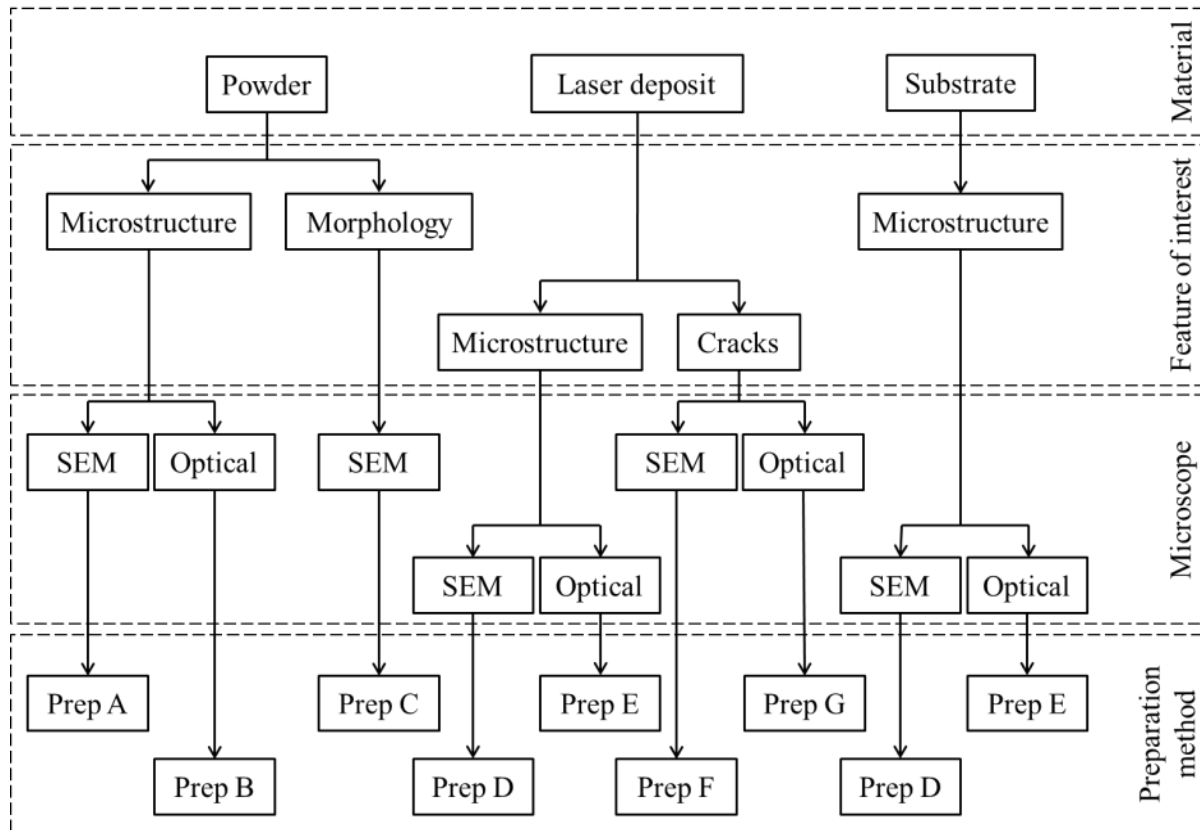 Powder
Laser deposit
Substrate
Material
Microstructure
Morphology
Microstructure
Feature of interest
Microstructure
Cracks
SEM
Optical
SEM
SEM
Optical
Microscope
SEM
Optical
SEM
Optical
Prep A
Prep C
Prep E
Prep G
Prep E
Preparation
method
Prep B
Prep D
Prep F
Prep D